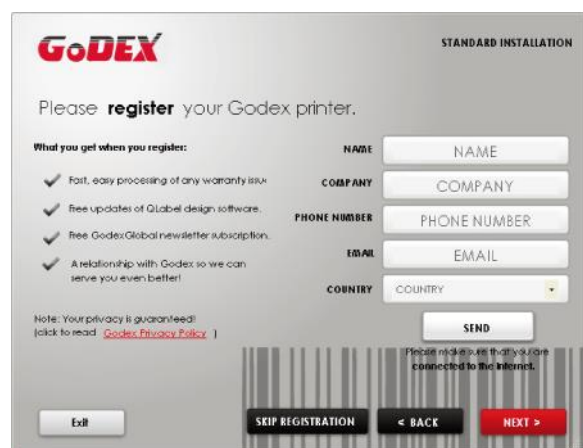 GoDEX
STANDARD INSTALLATION
Please register your Godex printer.
What you get when you register:
Fast, easy processing of any warranty issu
Free updates of QLabel design software.
Free GodexGlobal newsletter subscription.
A relationship with Godex so we can
serve you even better!
Note: Your privacy is guaranteed!
(click to read Godex Privacy Policy )
NAME NAME
COMPANY COMPANY
PHONE NUMBER PHONE NUMBER
EMAIL EMAIL
COUNTRY COUNTRY
SEND
Please make sure that you are
connected to the Internet.
Exit SKIP REGISTRATION < BACK NEXT >